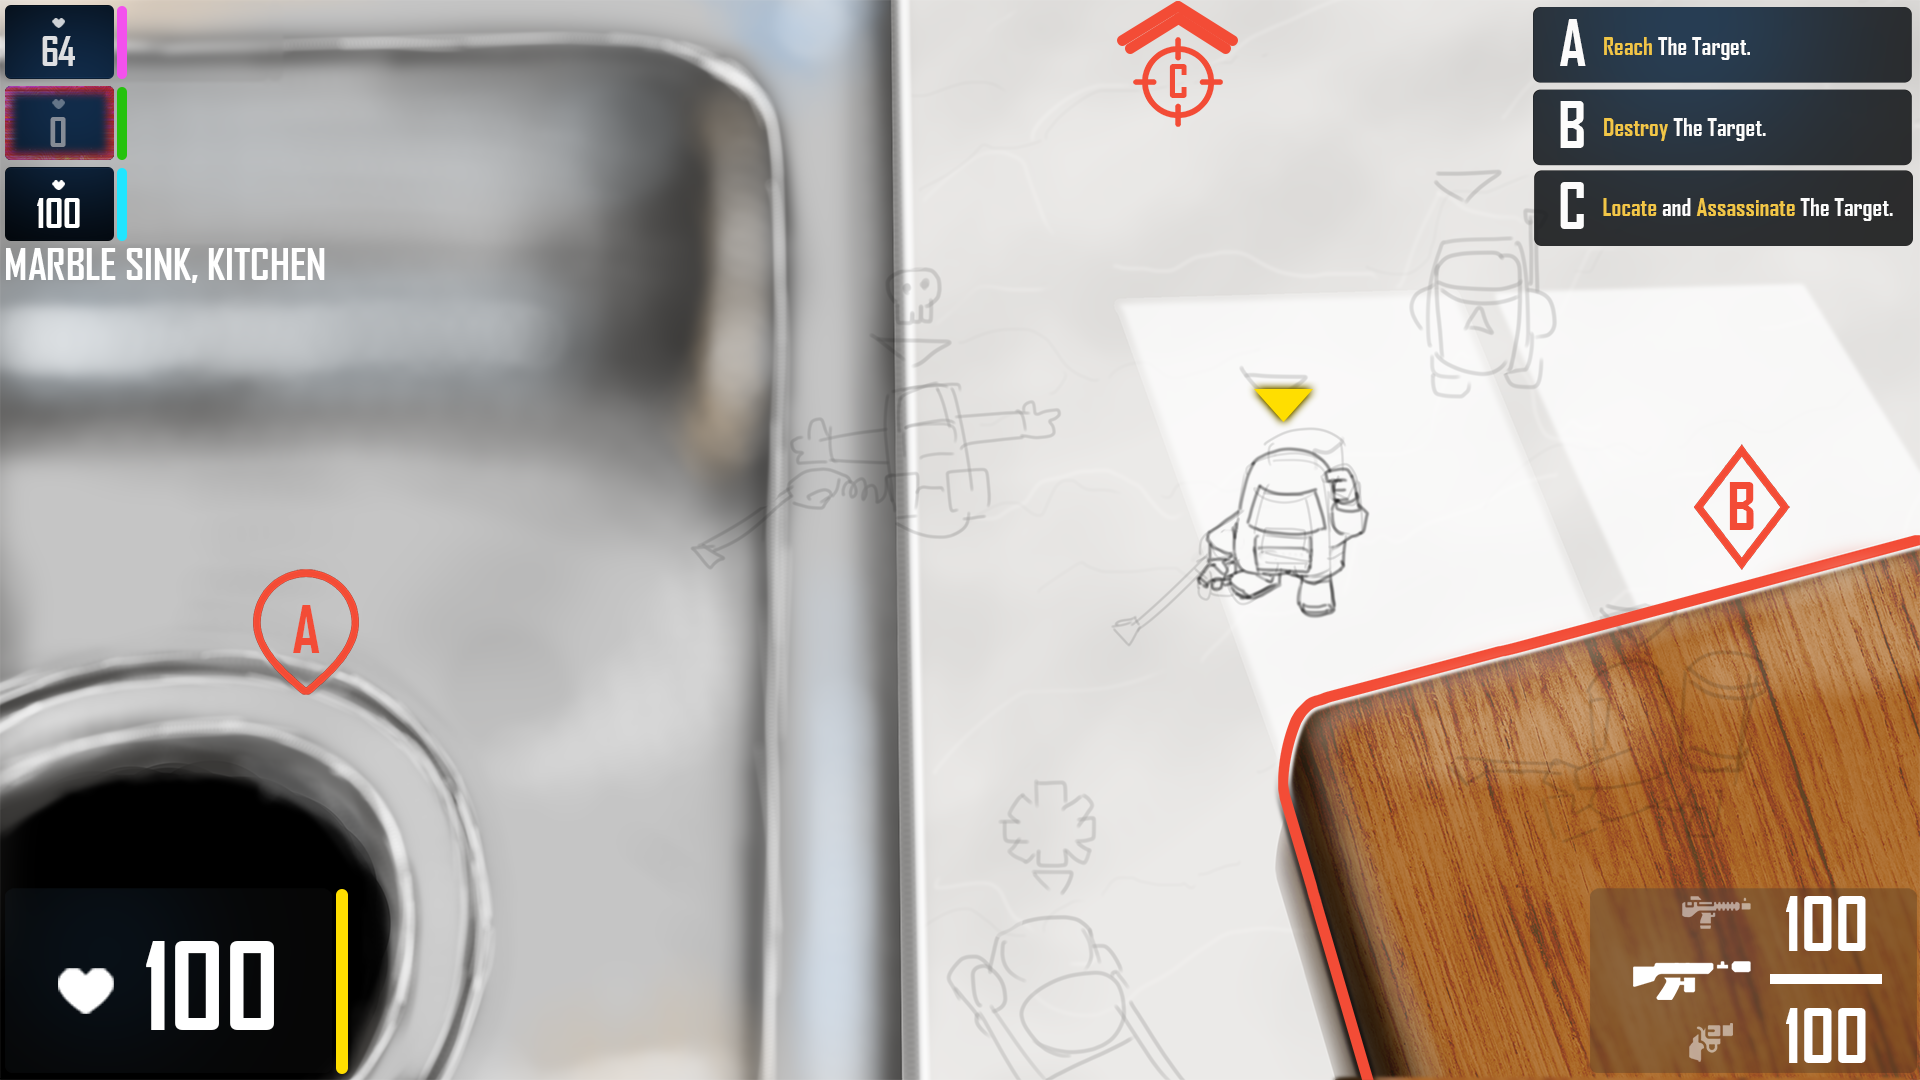 64
0
100
MARBLE SINK, KITCHEN
C
A Reach The Target.
B Destroy The Target.
C Locate and Assassinate The Target.
B
A
100
100
100